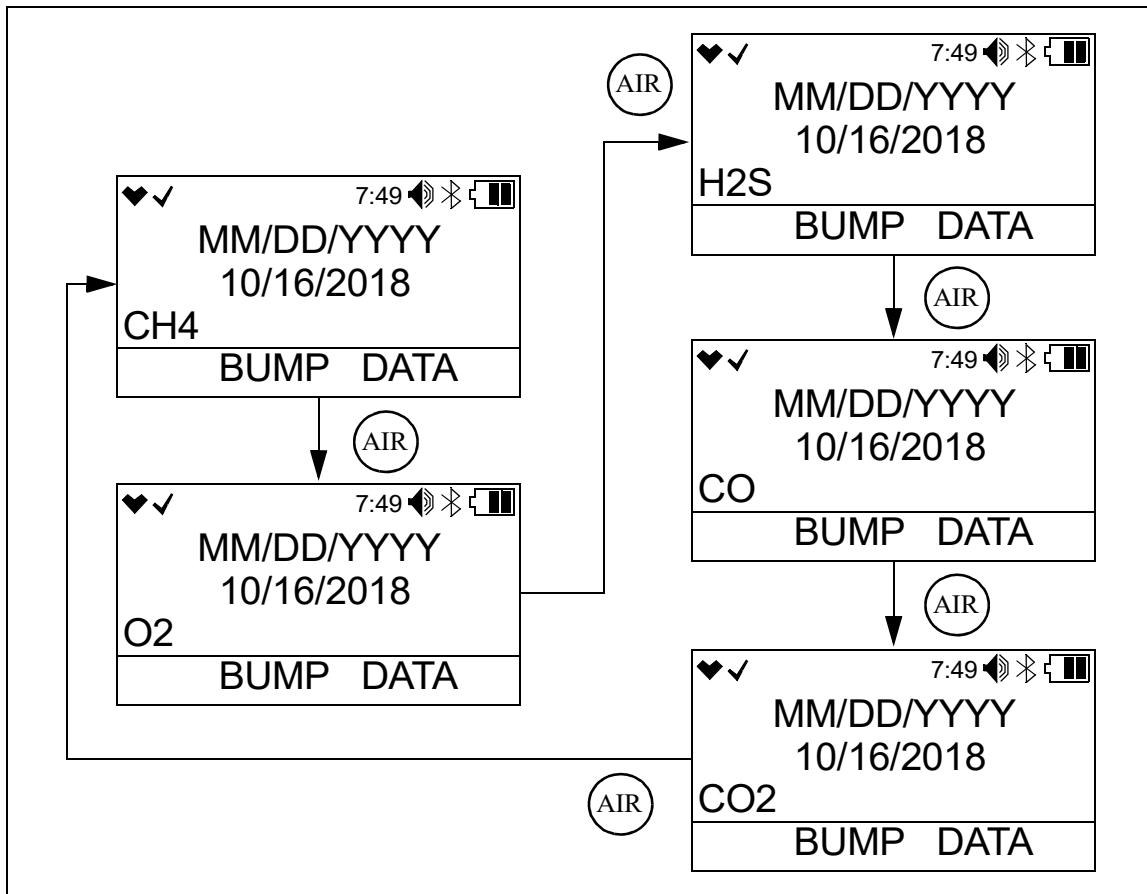 7:49
MM/DD/YYYY
10/16/2018
CH4
BUMP DATA
AIR
7:49
MM/DD/YYYY
10/16/2018
O2
BUMP DATA
AIR
7:49
MM/DD/YYYY
10/16/2018
H2S
BUMP DATA
AIR
7:49
MM/DD/YYYY
10/16/2018
CO
BUMP DATA
AIR
7:49
MM/DD/YYYY
10/16/2018
CO2
BUMP DATA
AIR